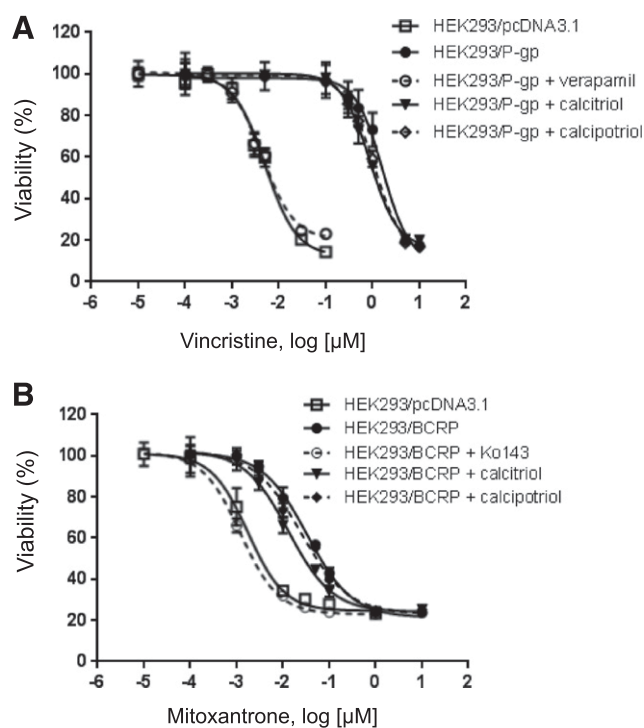 A
HEK293/pcDNA3.1
HEK293/P-gp
HEK293/P-gp + verapamil
HEK293/P-gp + calcitriol
HEK293/P-gp + calcipotriol
Viability (%)
120
100
80
60
40
20
0
-6 -5 -4 -3 -2 -1 0 1 2
Vincristine, log [µM]
B
HEK293/pcDNA3.1
HEK293/BCRP
HEK293/BCRP + Ko143
HEK293/BCRP + calcitriol
HEK293/BCRP + calcipotriol
Viability (%)
120
100
80
60
40
20
0
-6 -5 -4 -3 -2 -1 0 1 2
Mitoxantrone, log [µM]